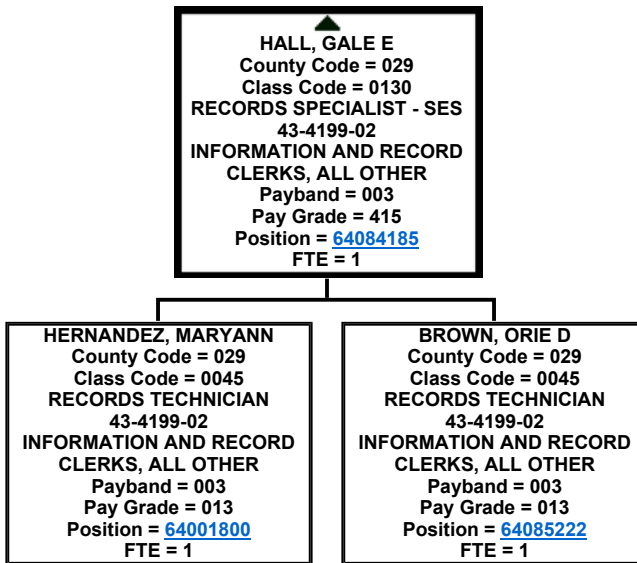 HALL, GALE E
County Code = 029
Class Code = 0130
RECORDS SPECIALIST - SES
43-4199-02
INFORMATION AND RECORD
CLERKS, ALL OTHER
Payband = 003
Pay Grade = 415
Position = 64084185
FTE = 1
HERNANDEZ, MARYANN
County Code = 029
Class Code = 0045
RECORDS TECHNICIAN
43-4199-02
INFORMATION AND RECORD
CLERKS, ALL OTHER
Payband = 003
Pay Grade = 013
Position = 64001800
FTE = 1
BROWN, ORIE D
County Code = 029
Class Code = 0045
RECORDS TECHNICIAN
43-4199-02
INFORMATION AND RECORD
CLERKS, ALL OTHER
Payband = 003
Pay Grade = 013
Position = 64085222
FTE = 1